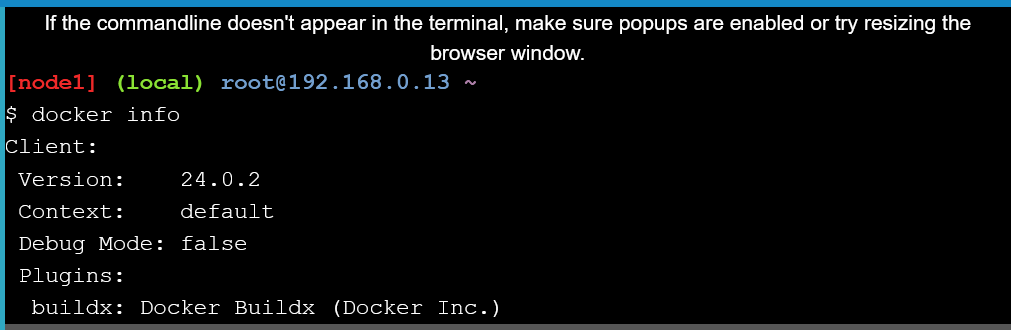 If the commandline doesn't appear in the terminal, make sure popups are enabled or try resizing the
browser window.
[node1] (local) root@192.168.0.13 ~
$ docker info
Client:
 Version:    24.0.2
 Context:    default
 Debug Mode: false
 Plugins:
  buildx: Docker Buildx (Docker Inc.)